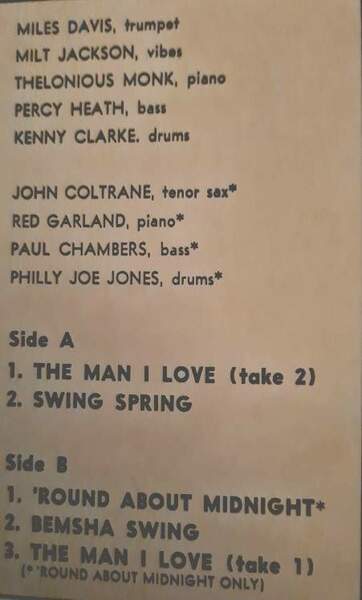 MILES DAVIS, trumpet
MILT JACKSON, vibes
THELONIOUS MONK, piano
PERCY HEATH, bass
KENNY CLARKE. drums
JOHN COLTRANE, tenor sax*
RED GARLAND, piano*
PAUL CHAMBERS, bass*
PHILLY JOE JONES, drums*
Side A
1. THE MAN I LOVE (take 2)
2. SWING SPRING
Side B
1. 'ROUND ABOUT MIDNIGHT*
2. BEMSHA SWING
3. THE MAN I LOVE (take 1)
(* 'ROUND ABOUT MIDNIGHT ONLY)